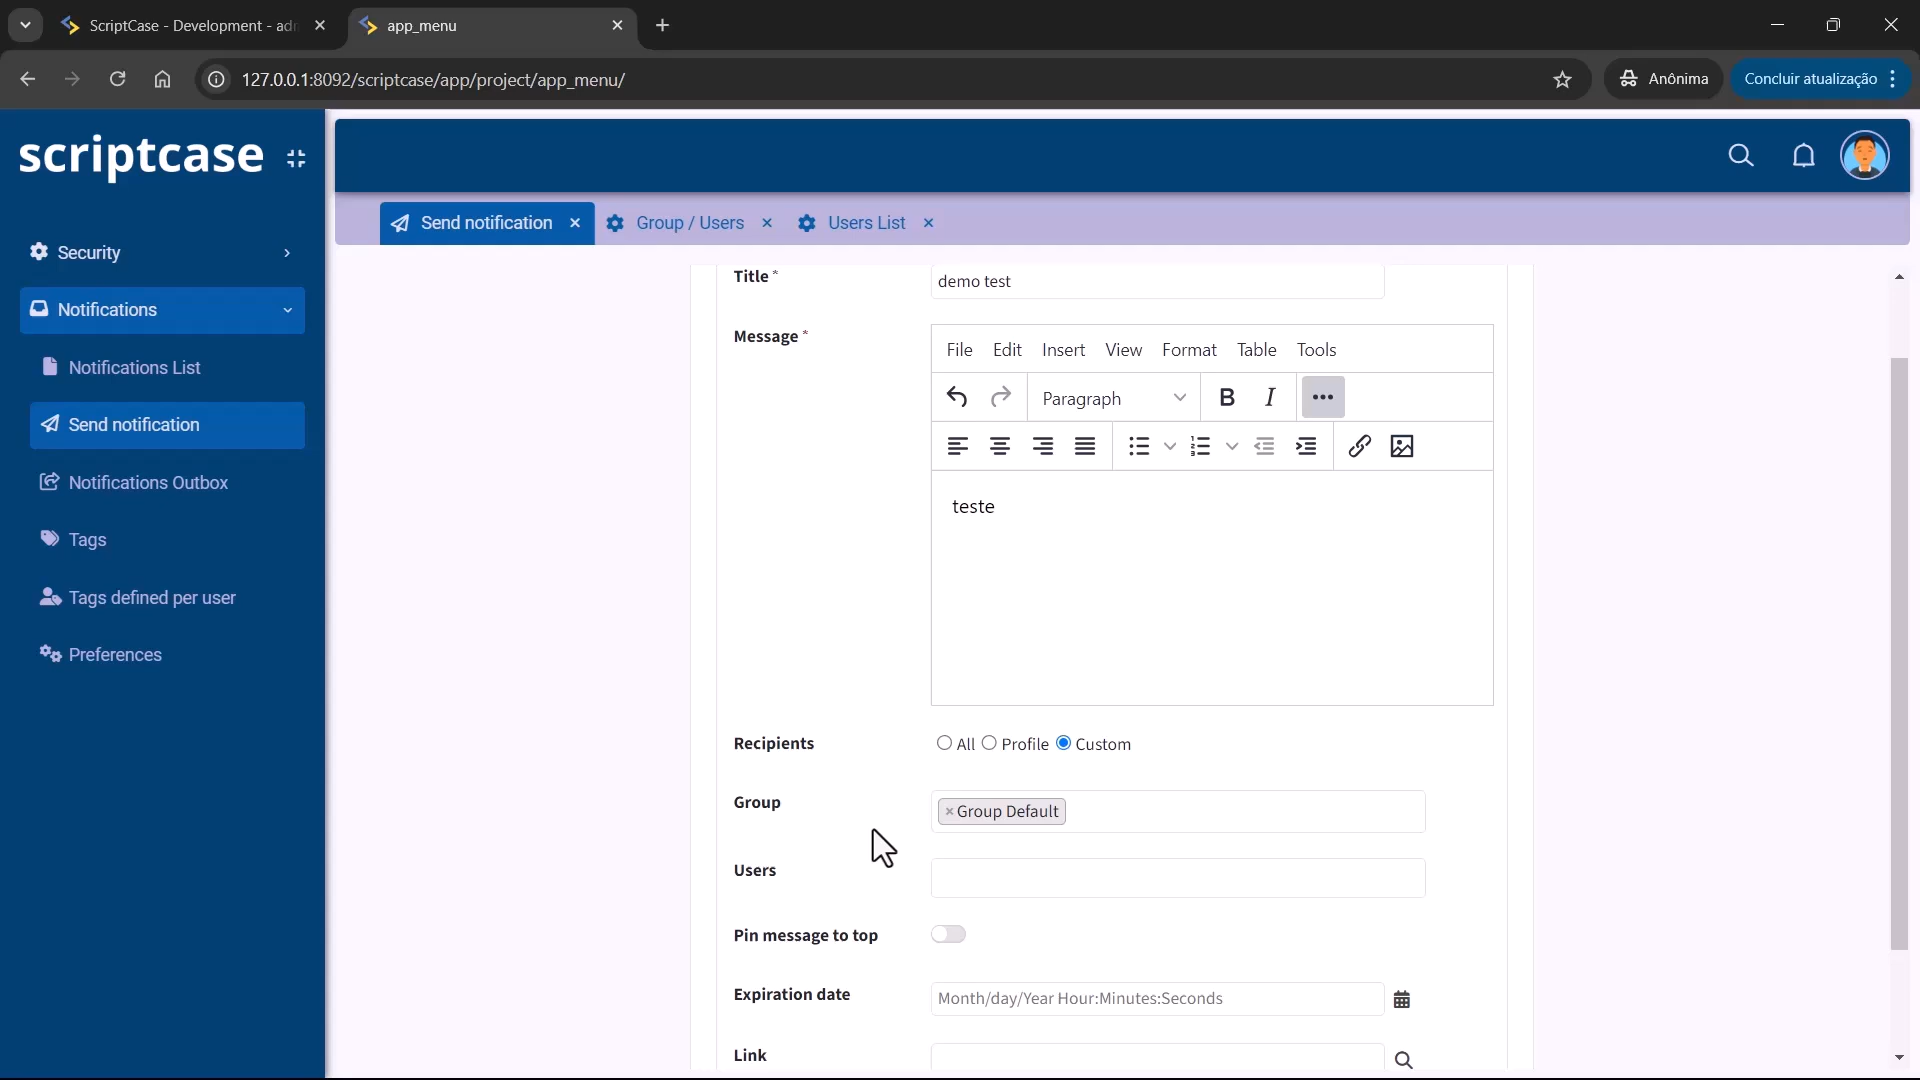 ScriptCase - Development - adm
app_menu
127.0.0.1:8092/scriptcase/app/project/app_menu/
Anônima
Concluir atualização
scriptcase
Send notification
Group / Users
Users List
Security
Notifications
Notifications List
Send notification
Notifications Outbox
Tags
Tags defined per user
Preferences
Title *
demo test
Message *
File Edit Insert View Format Table Tools
Paragraph B I
teste
Recipients
All Profile Custom
Group
× Group Default
Users
Pin message to top
Expiration date
Month/day/Year Hour:Minutes:Seconds
Link